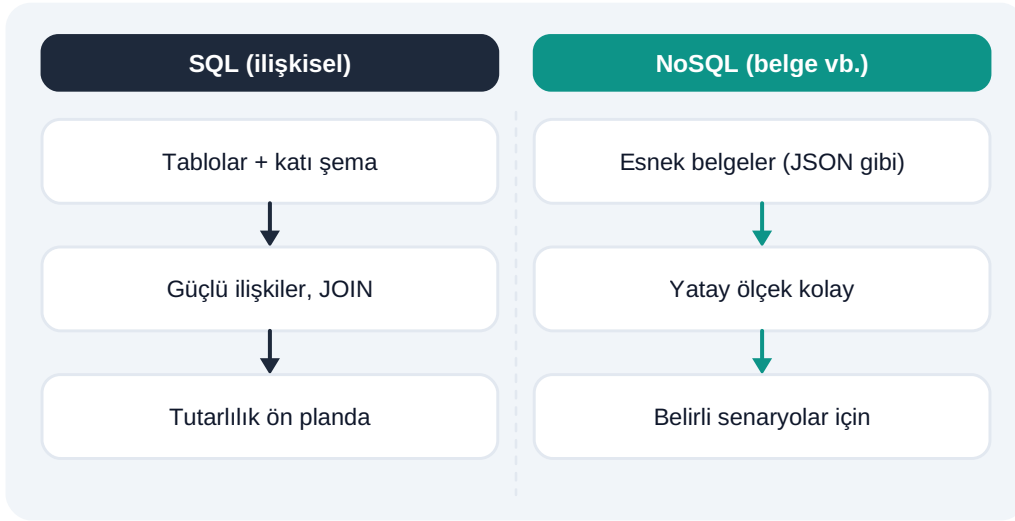 SQL (ilişkisel)
Tablolar + katı şema
Güçlü ilişkiler, JOIN
Tutarlılık ön planda
NoSQL (belge vb.)
Esnek belgeler (JSON gibi)
Yatay ölçek kolay
Belirli senaryolar için